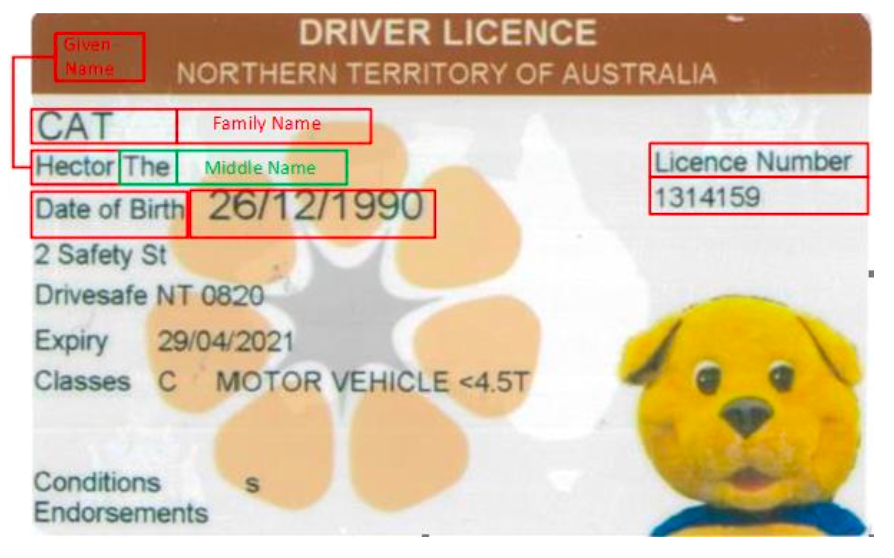 DRIVER LICENCE
NORTHERN TERRITORY OF AUSTRALIA
Given
Name
CAT Family Name
Hector The Middle Name
Licence Number
1314159
Date of Birth 26/12/1990
2 Safety St
Drivesafe NT 0820
Expiry 29/04/2021
Classes C MOTOR VEHICLE <4.5T
Conditions s
Endorsements